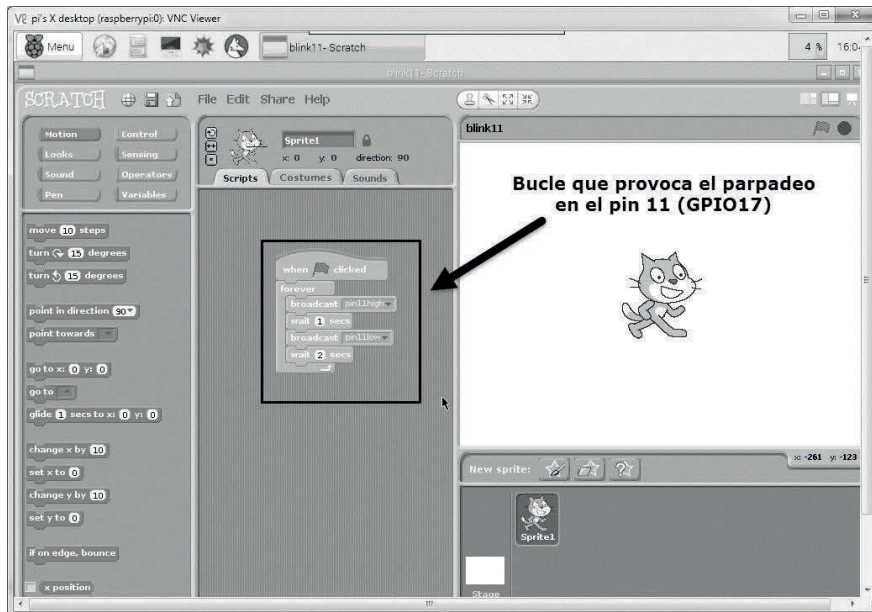 pi's X desktop (raspberrypi:0): VNC Viewer
Menu
blink11-Scratch
4 %
16:0
blink11-Scratch
SCRATCH
File Edit Share Help
Motion
Control
Looks
Sensing
Sound
Operators
Pen
Variables
move 10 steps
turn 15 degrees
turn 15 degrees
point in direction 90
point towards
go to x: 0 y: 0
go to
glide 1 secs to x: 0 y: 0
change x by 10
set x to 0
change y by 10
set y to 0
if on edge, bounce
x position
Sprite1
x: 0 y: 0 direction: 90
Scripts
Costumes
Sounds
when clicked
forever
broadcast pin11high
wait 1 secs
broadcast pin11low
wait 2 secs
blink11
Bucle que provoca el parpadeo
en el pin 11 (GPIO17)
x: -261 y: -123
New sprite:
Sprite1
Stage